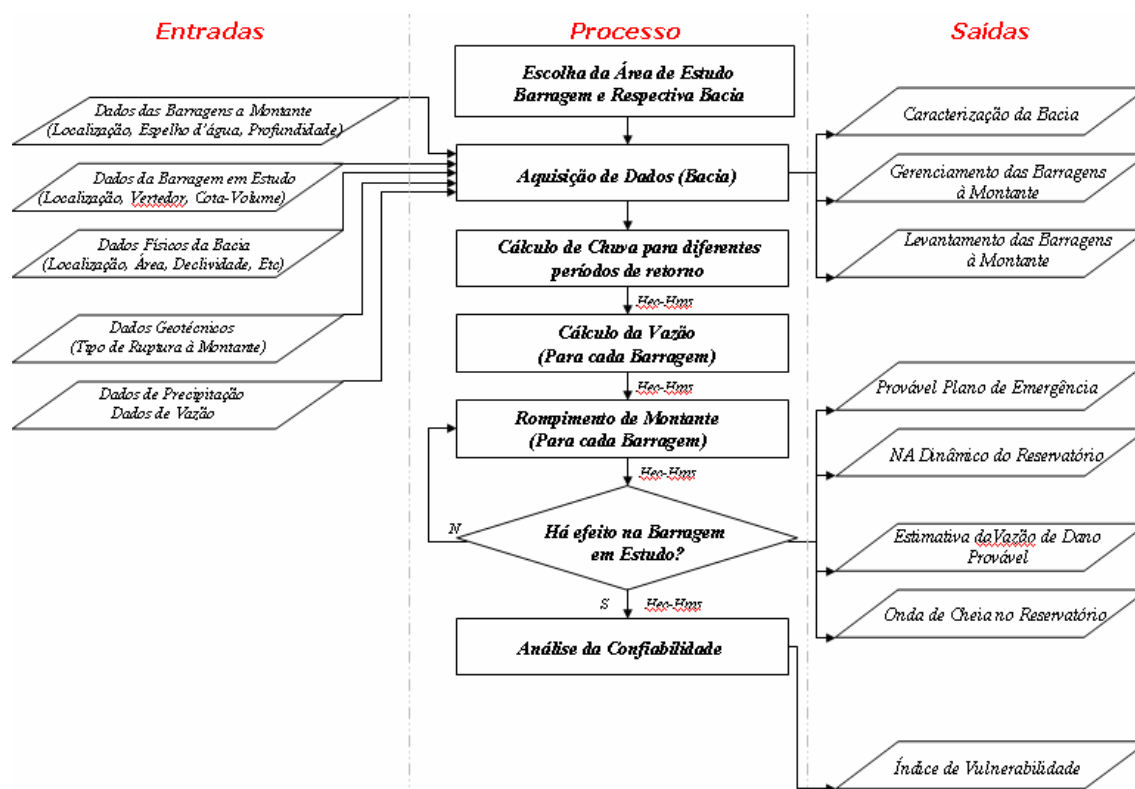 Entradas
Processo
Saídas
Dados das Barragens a Montante
(Localização, Espelho d'água, Profundidade)
Dados da Barragem em Estudo
(Localização, Vertedor, Cota-Volume)
Dados Físicos da Bacia
(Localização, Área, Declividade, Etc)
Dados Geotécnicos
(Tipo de Ruptura à Montante)
Dados de Precipitação
Dados de Vazão
Escolha da Área de Estudo
Barragem e Respectiva Bacia
Aquisição de Dados (Bacia)
Cálculo de Chuva para diferentes
períodos de retorno
Hec-Hms
Cálculo da Vazão
(Para cada Barragem)
Hec-Hms
Rompimento de Montante
(Para cada Barragem)
Hec-Hms
N
Há efeito na Barragem
em Estudo?
S
Hec-Hms
Análise da Confiabilidade
Caracterização da Bacia
Gerenciamento das Barragens
à Montante
Levantamento das Barragens
à Montante
Provável Plano de Emergência
NA Dinâmico do Reservatório
Estimativa daVazão de Dano
Provável
Onda de Cheia no Reservatório
Índice de Vulnerabilidade